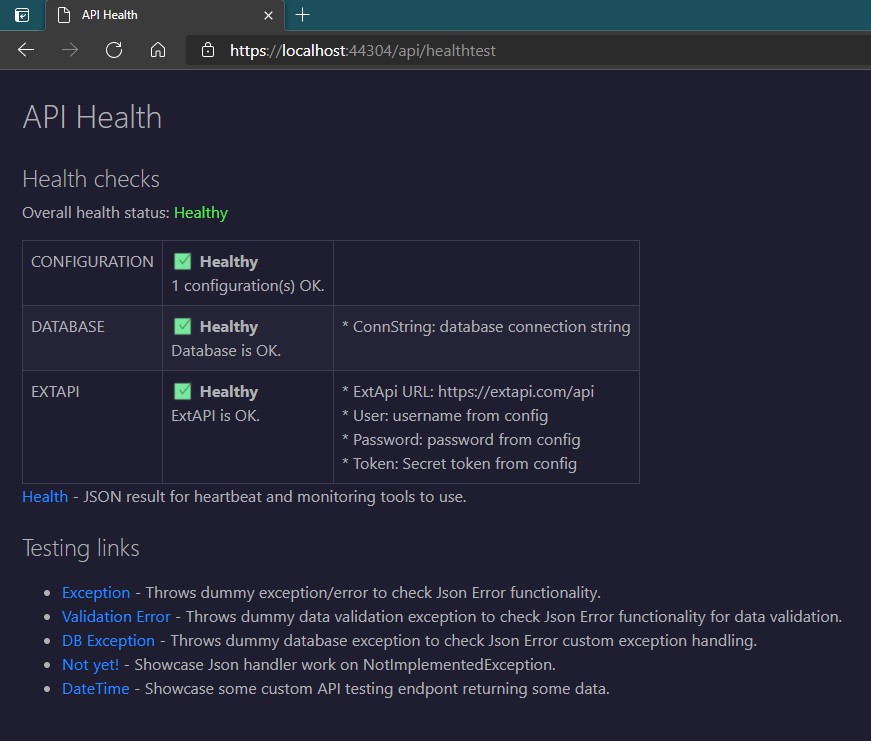 API Health
https://localhost:44304/api/healthtest
API Health
Health checks
Overall health status: Healthy
CONFIGURATION
Healthy
1 configuration(s) OK.
DATABASE
Healthy
Database is OK.
* ConnString: database connection string
EXTAPI
Healthy
ExtAPI is OK.
* ExtApi URL: https://extapi.com/api
* User: username from config
* Password: password from config
* Token: Secret token from config
Health - JSON result for heartbeat and monitoring tools to use.
Testing links
• Exception - Throws dummy exception/error to check Json Error functionality.
• Validation Error - Throws dummy data validation exception to check Json Error functionality for data validation.
• DB Exception - Throws dummy database exception to check Json Error custom exception handling.
• Not yet! - Showcase Json handler work on NotImplementedException.
• DateTime - Showcase some custom API testing endpont returning some data.